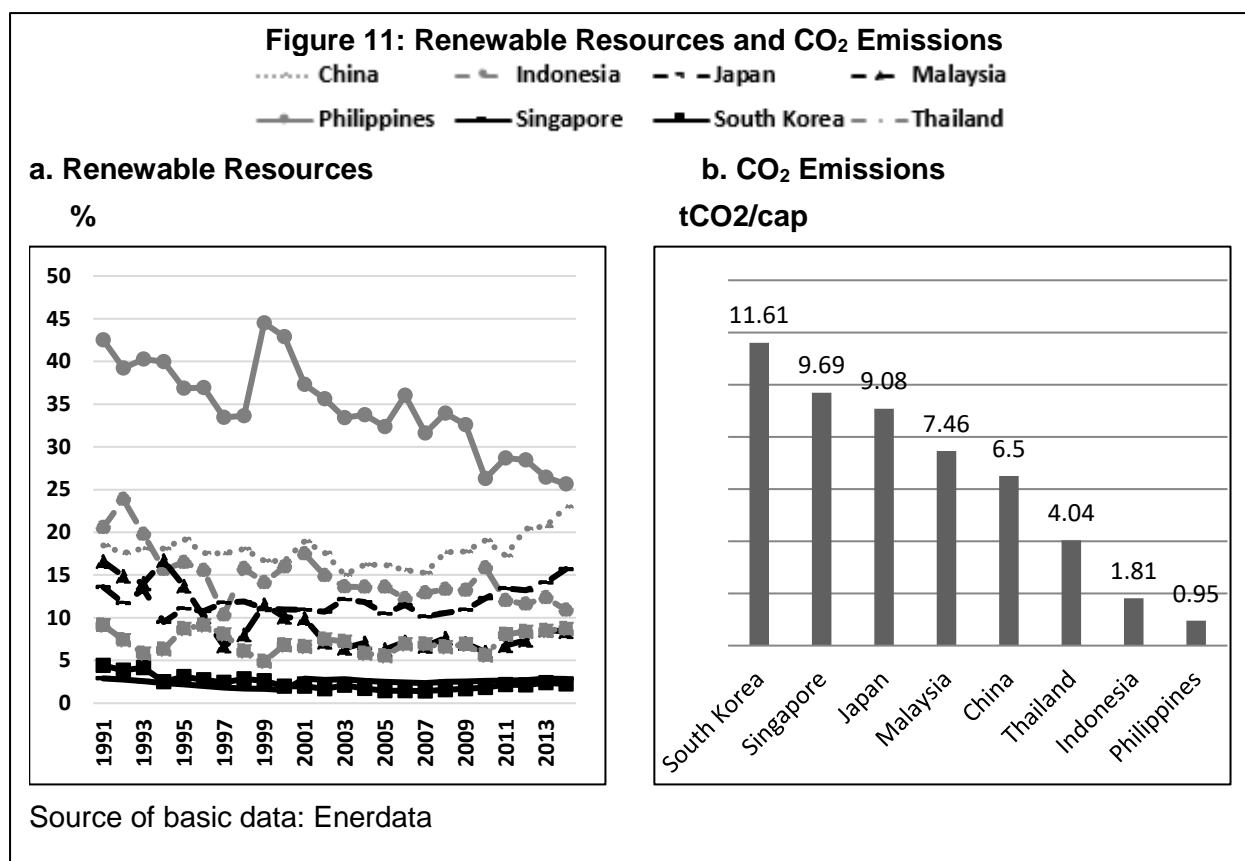 Figure 11: Renewable Resources and CO₂ Emissions
China Indonesia Japan Malaysia
Philippines Singapore South Korea Thailand
a. Renewable Resources
%
50
45
40
35
30
25
20
15
10
5
0
1991 1993 1995 1997 1999 2001 2003 2005 2007 2009 2011 2013
b. CO₂ Emissions
tCO2/cap
11.61
9.69
9.08
7.46
6.5
4.04
1.81
0.95
South Korea Singapore Japan Malaysia China Thailand Indonesia Philippines
Source of basic data: Enerdata